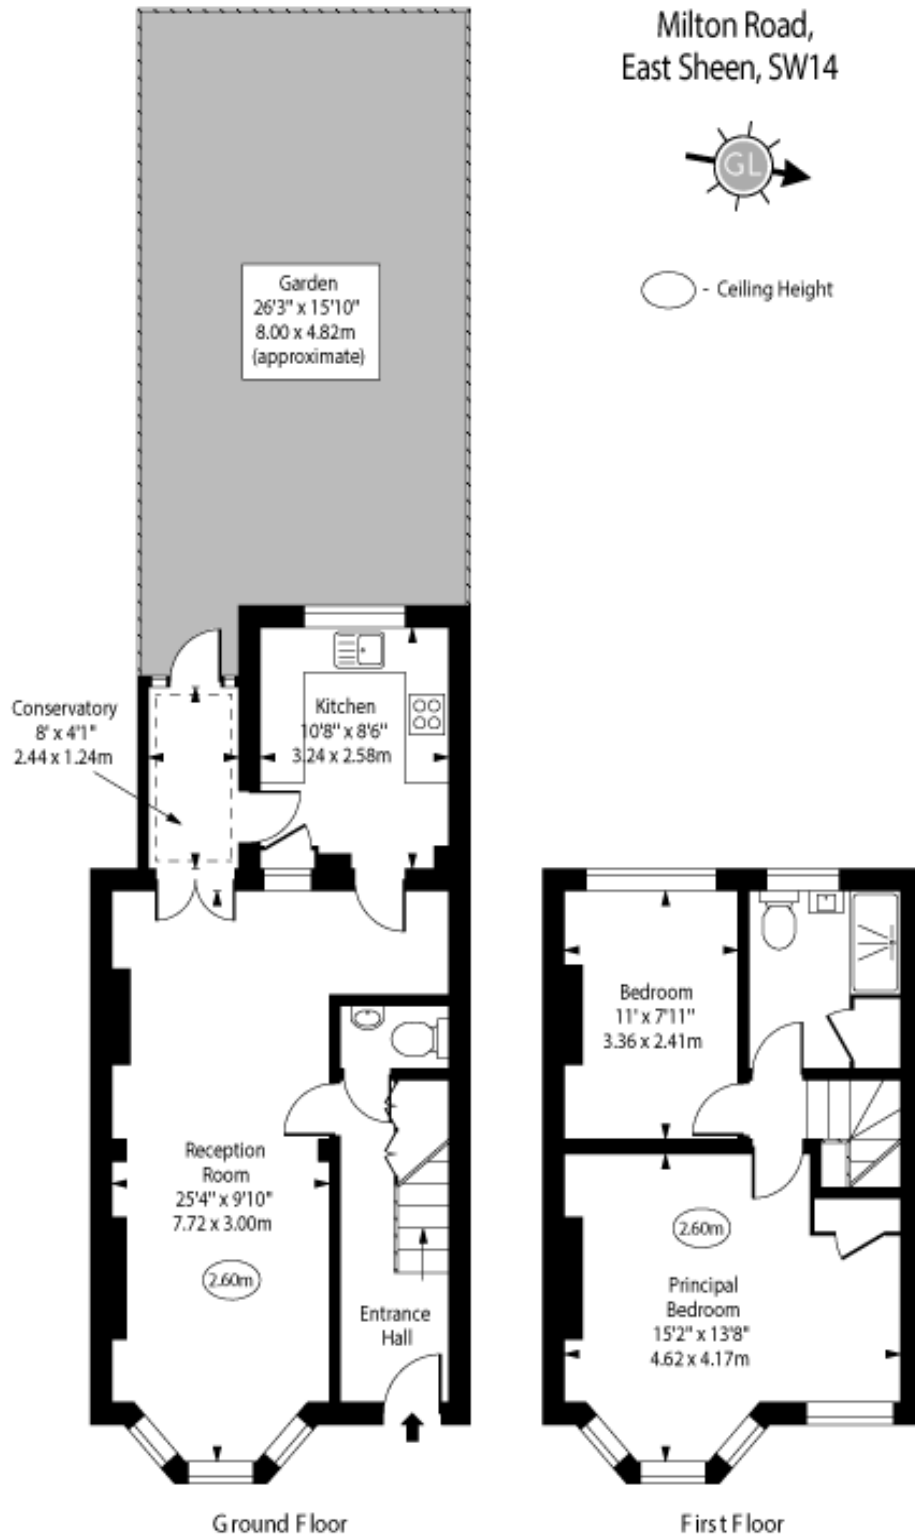 Milton Road,
East Sheen, SW14
GL
- Ceiling Height
Garden
26'3" x 15'10"
8.00 x 4.82m
(approximate)
Conservatory
8' x 4'1"
2.44 x 1.24m
Kitchen
10'8" x 8'6"
3.24 x 2.58m
Reception
Room
25'4" x 9'10"
7.72 x 3.00m
2.60m
Entrance
Hall
Ground Floor
Bedroom
11' x 7'11"
3.36 x 2.41m
2.60m
Principal
Bedroom
15'2" x 13'8"
4.62 x 4.17m
First Floor